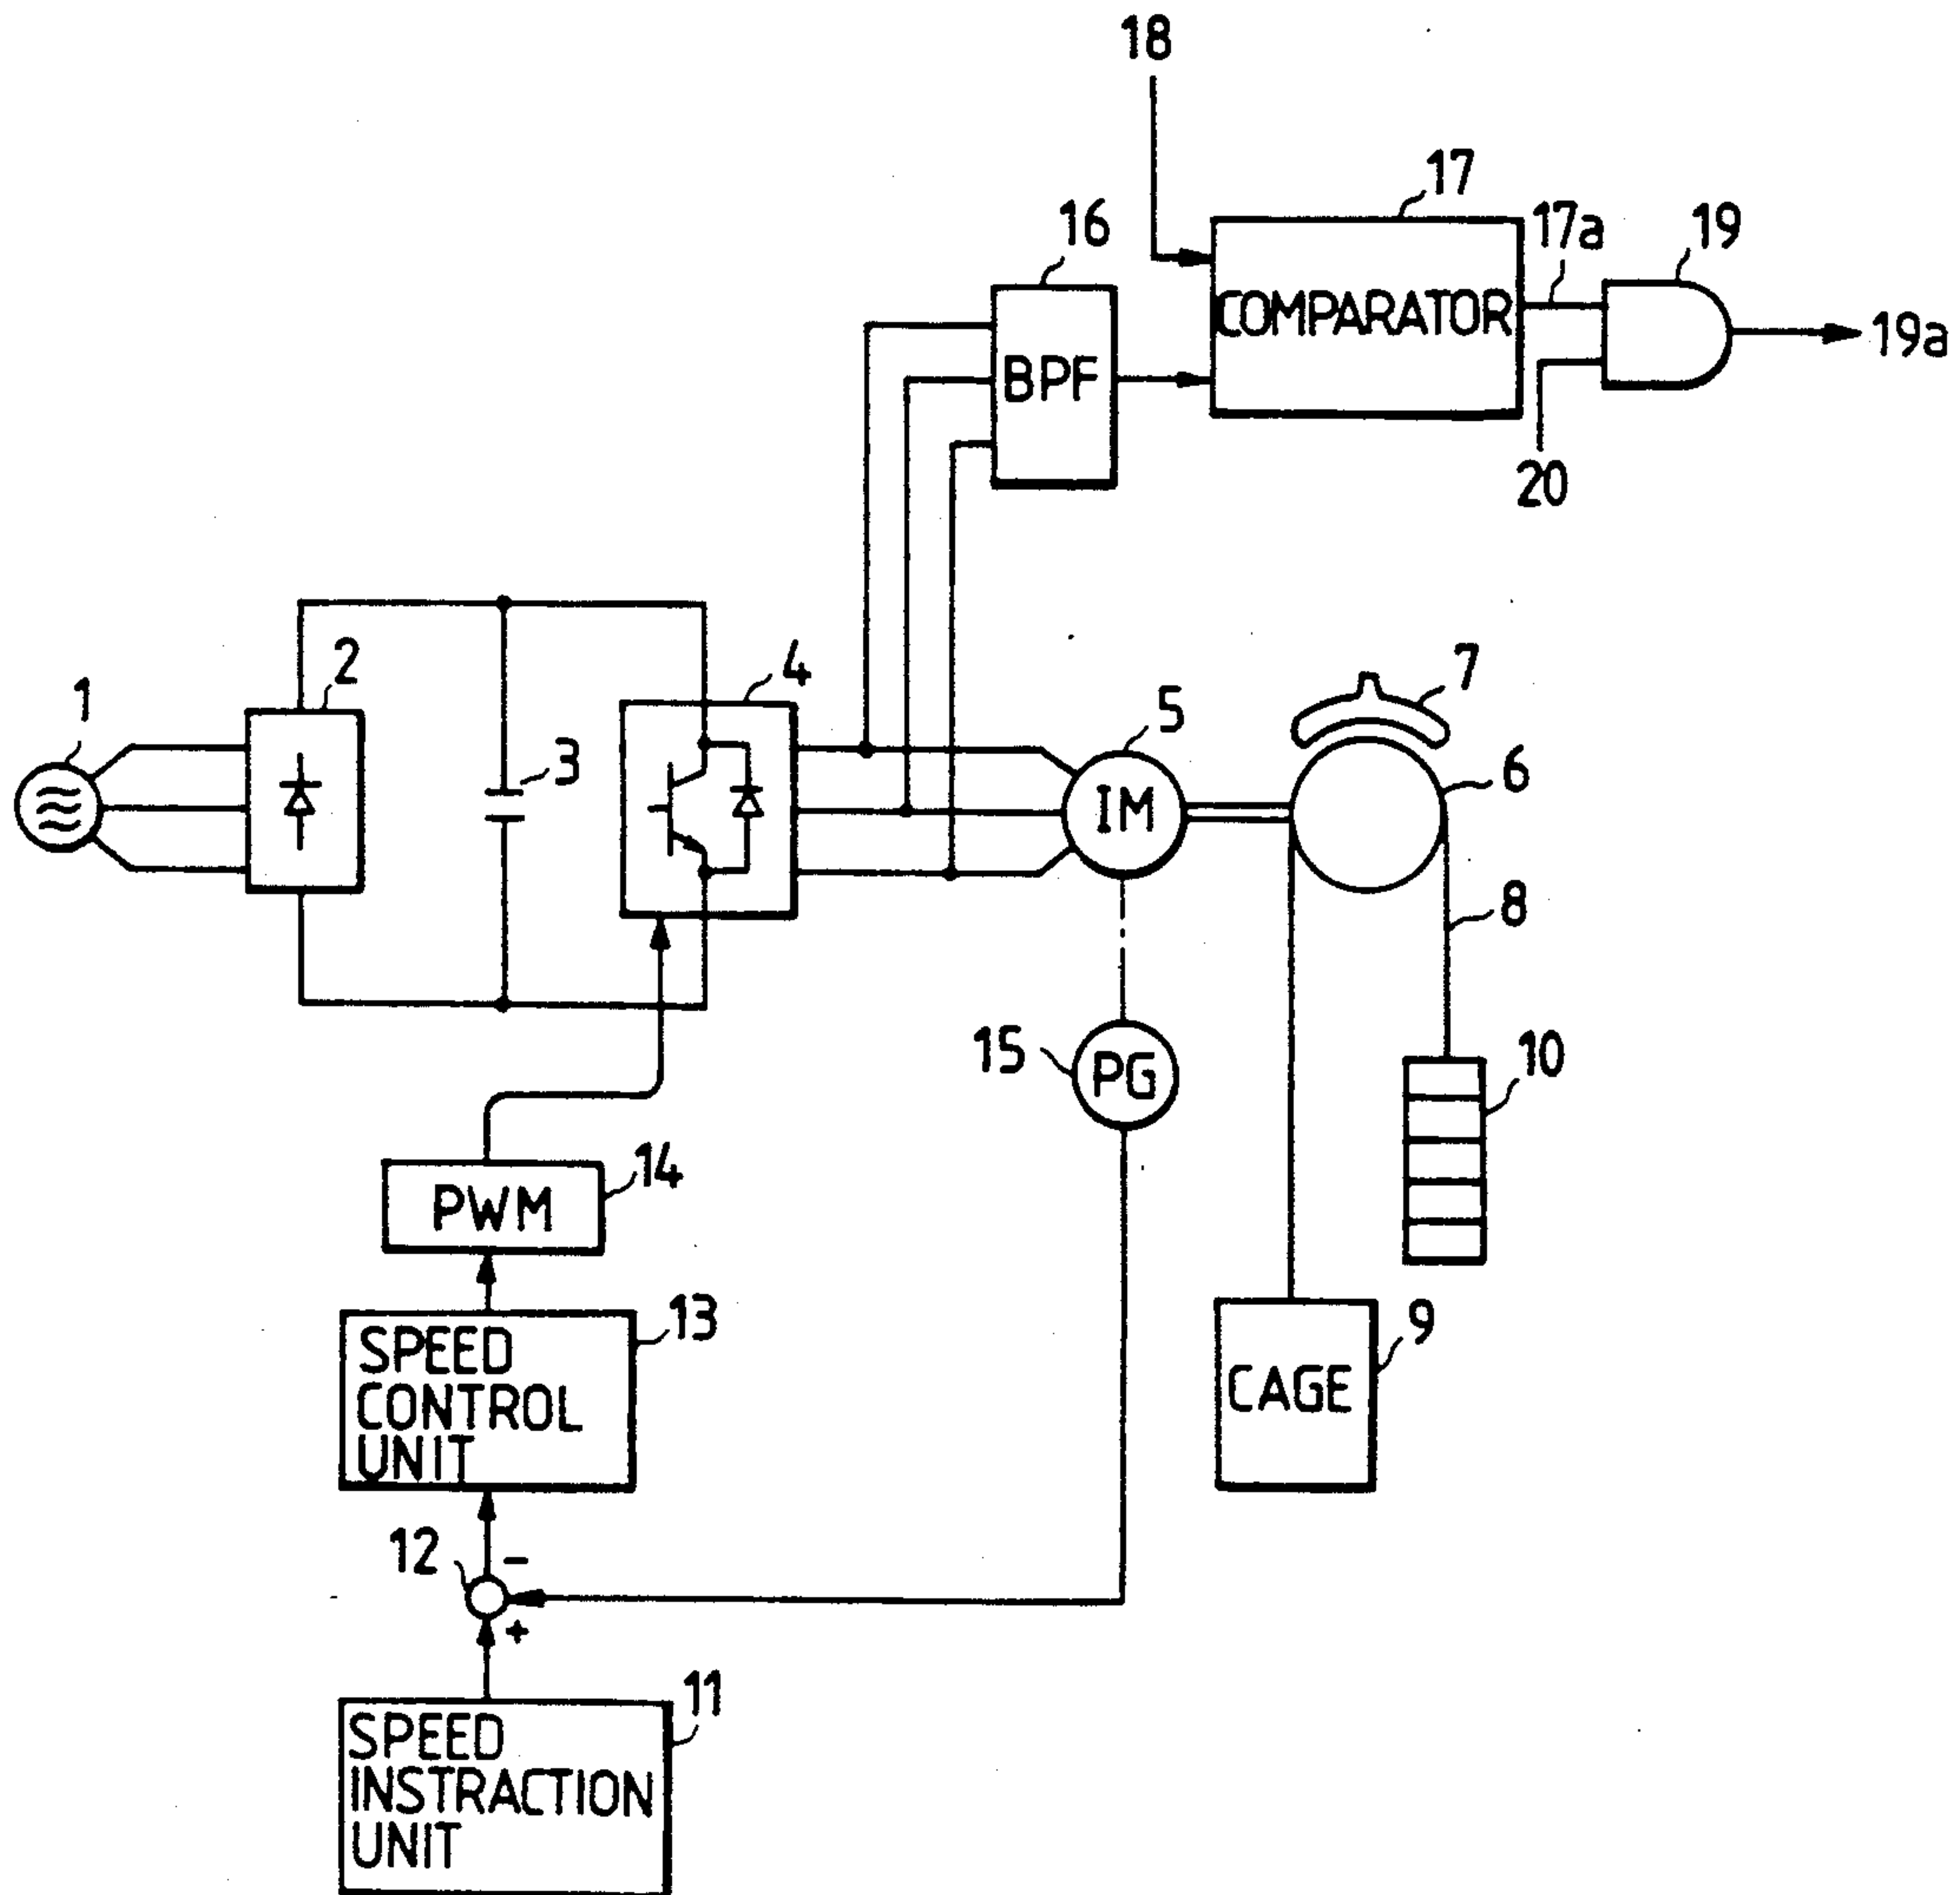 18
17
17a
19
16
COMPARATOR
19a
BPF
20
2
4
7
1
5
3
6
IM
8
15
PG
10
14
PWM
13
SPEED
CONTROL
UNIT
9
CAGE
12
-
+
11
SPEED
INSTRACTION
UNIT